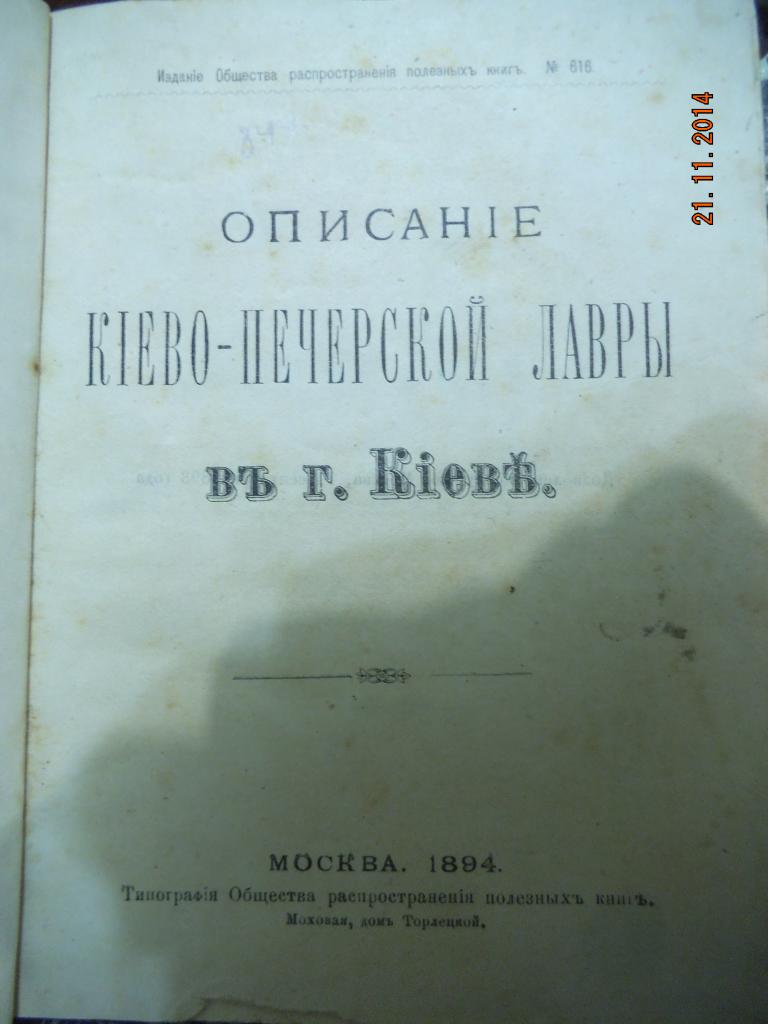 Изданіе Общества распространенія полезныхъ книгъ. № 616.
21.11.2014
ОПИСАНІЕ
КІЕВО-ПЕЧЕРСКОЙ ЛАВРЫ
въ г. Кіевѣ.
МОСКВА. 1894.
Типографія Общества распространенія полезныхъ книгъ.
Моховая, домъ Торлецкой.